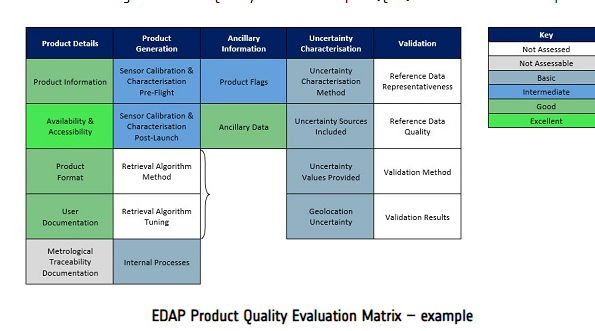 Product Details
Product
Generation
Ancillary
Information
Uncertainty
Characterisation
Validation
Key
Not Assessed
Not Assessable
Basic
Intermediate
Good
Excellent
Product Information
Sensor Calibration &
Characterisation
Pre-Flight
Product Flags
Uncertainty
Characterisation
Method
Reference Data
Representativeness
Availability &
Accessibility
Sensor Calibration &
Characterisation
Post-Launch
Ancillary Data
Uncertainty Sources
Included
Reference Data
Quality
Product
Format
Retrieval Algorithm
Method
Uncertainty
Values Provided
Validation Method
User
Documentation
Retrieval Algorithm
Tuning
Geolocation
Uncertainty
Validation Results
Metrological
Traceability
Documentation
Internal Processes
EDAP Product Quality Evaluation Matrix – example